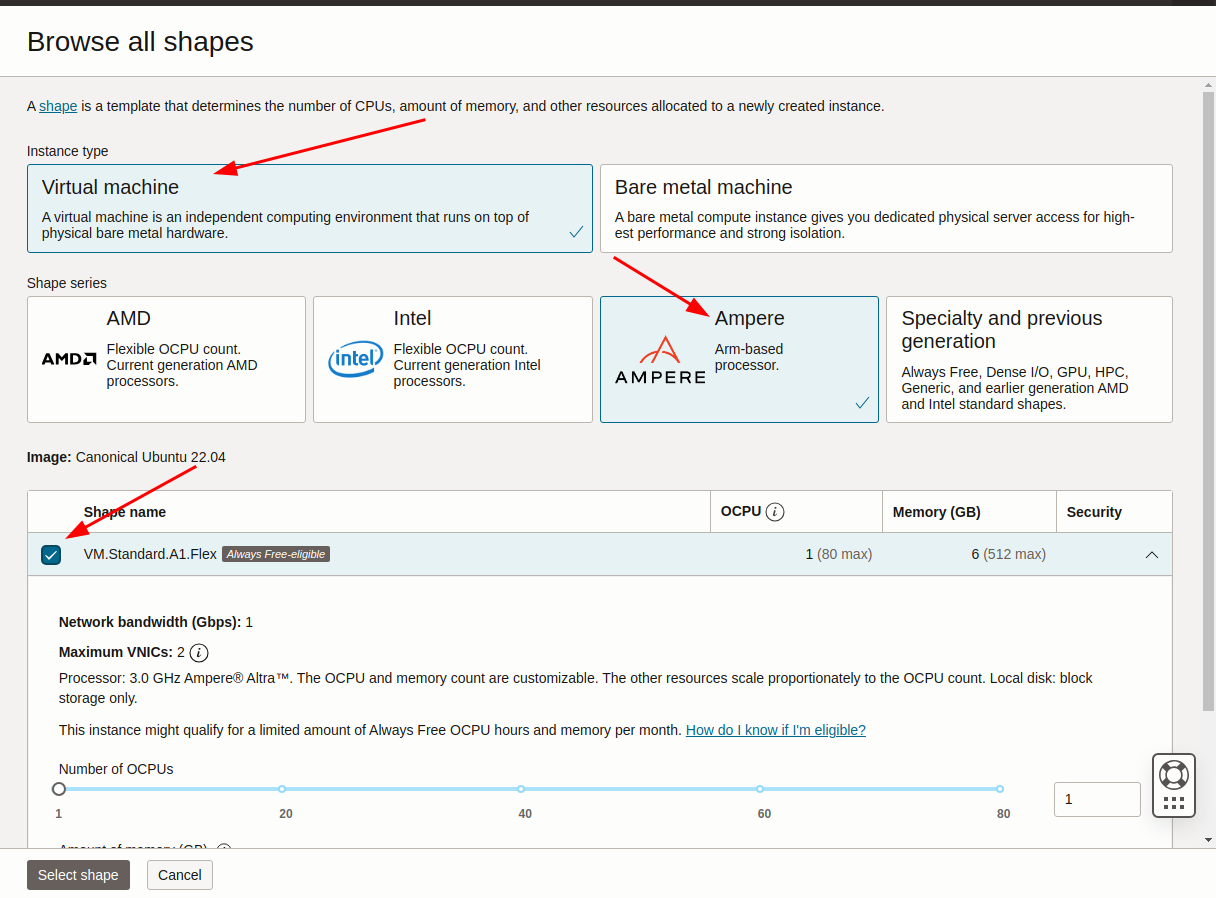 Browse all shapes
A shape is a template that determines the number of CPUs, amount of memory, and other resources allocated to a newly created instance.
Instance type
Virtual machine
A virtual machine is an independent computing environment that runs on top of
physical bare metal hardware.
Bare metal machine
A bare metal compute instance gives you dedicated physical server access for high-
est performance and strong isolation.
Shape series
AMD
AMD
Flexible OCPU count.
Current generation AMD
processors.
intel
Intel
Flexible OCPU count.
Current generation Intel
processors.
AMPERE
Ampere
Arm-based
processor.
Specialty and previous
generation
Always Free, Dense I/O, GPU, HPC,
Generic, and earlier generation AMD
and Intel standard shapes.
Image: Canonical Ubuntu 22.04
Shape name OCPU i Memory (GB) Security
VM.Standard.A1.Flex Always Free-eligible 1 (80 max) 6 (512 max)
Network bandwidth (Gbps): 1
Maximum VNICs: 2 i
Processor: 3.0 GHz Ampere® Altra™. The OCPU and memory count are customizable. The other resources scale proportionately to the OCPU count. Local disk: block
storage only.
This instance might qualify for a limited amount of Always Free OCPU hours and memory per month. How do I know if I'm eligible?
Number of OCPUs
1 20 40 60 80
1
Amount of memory (GB)
Select shape Cancel